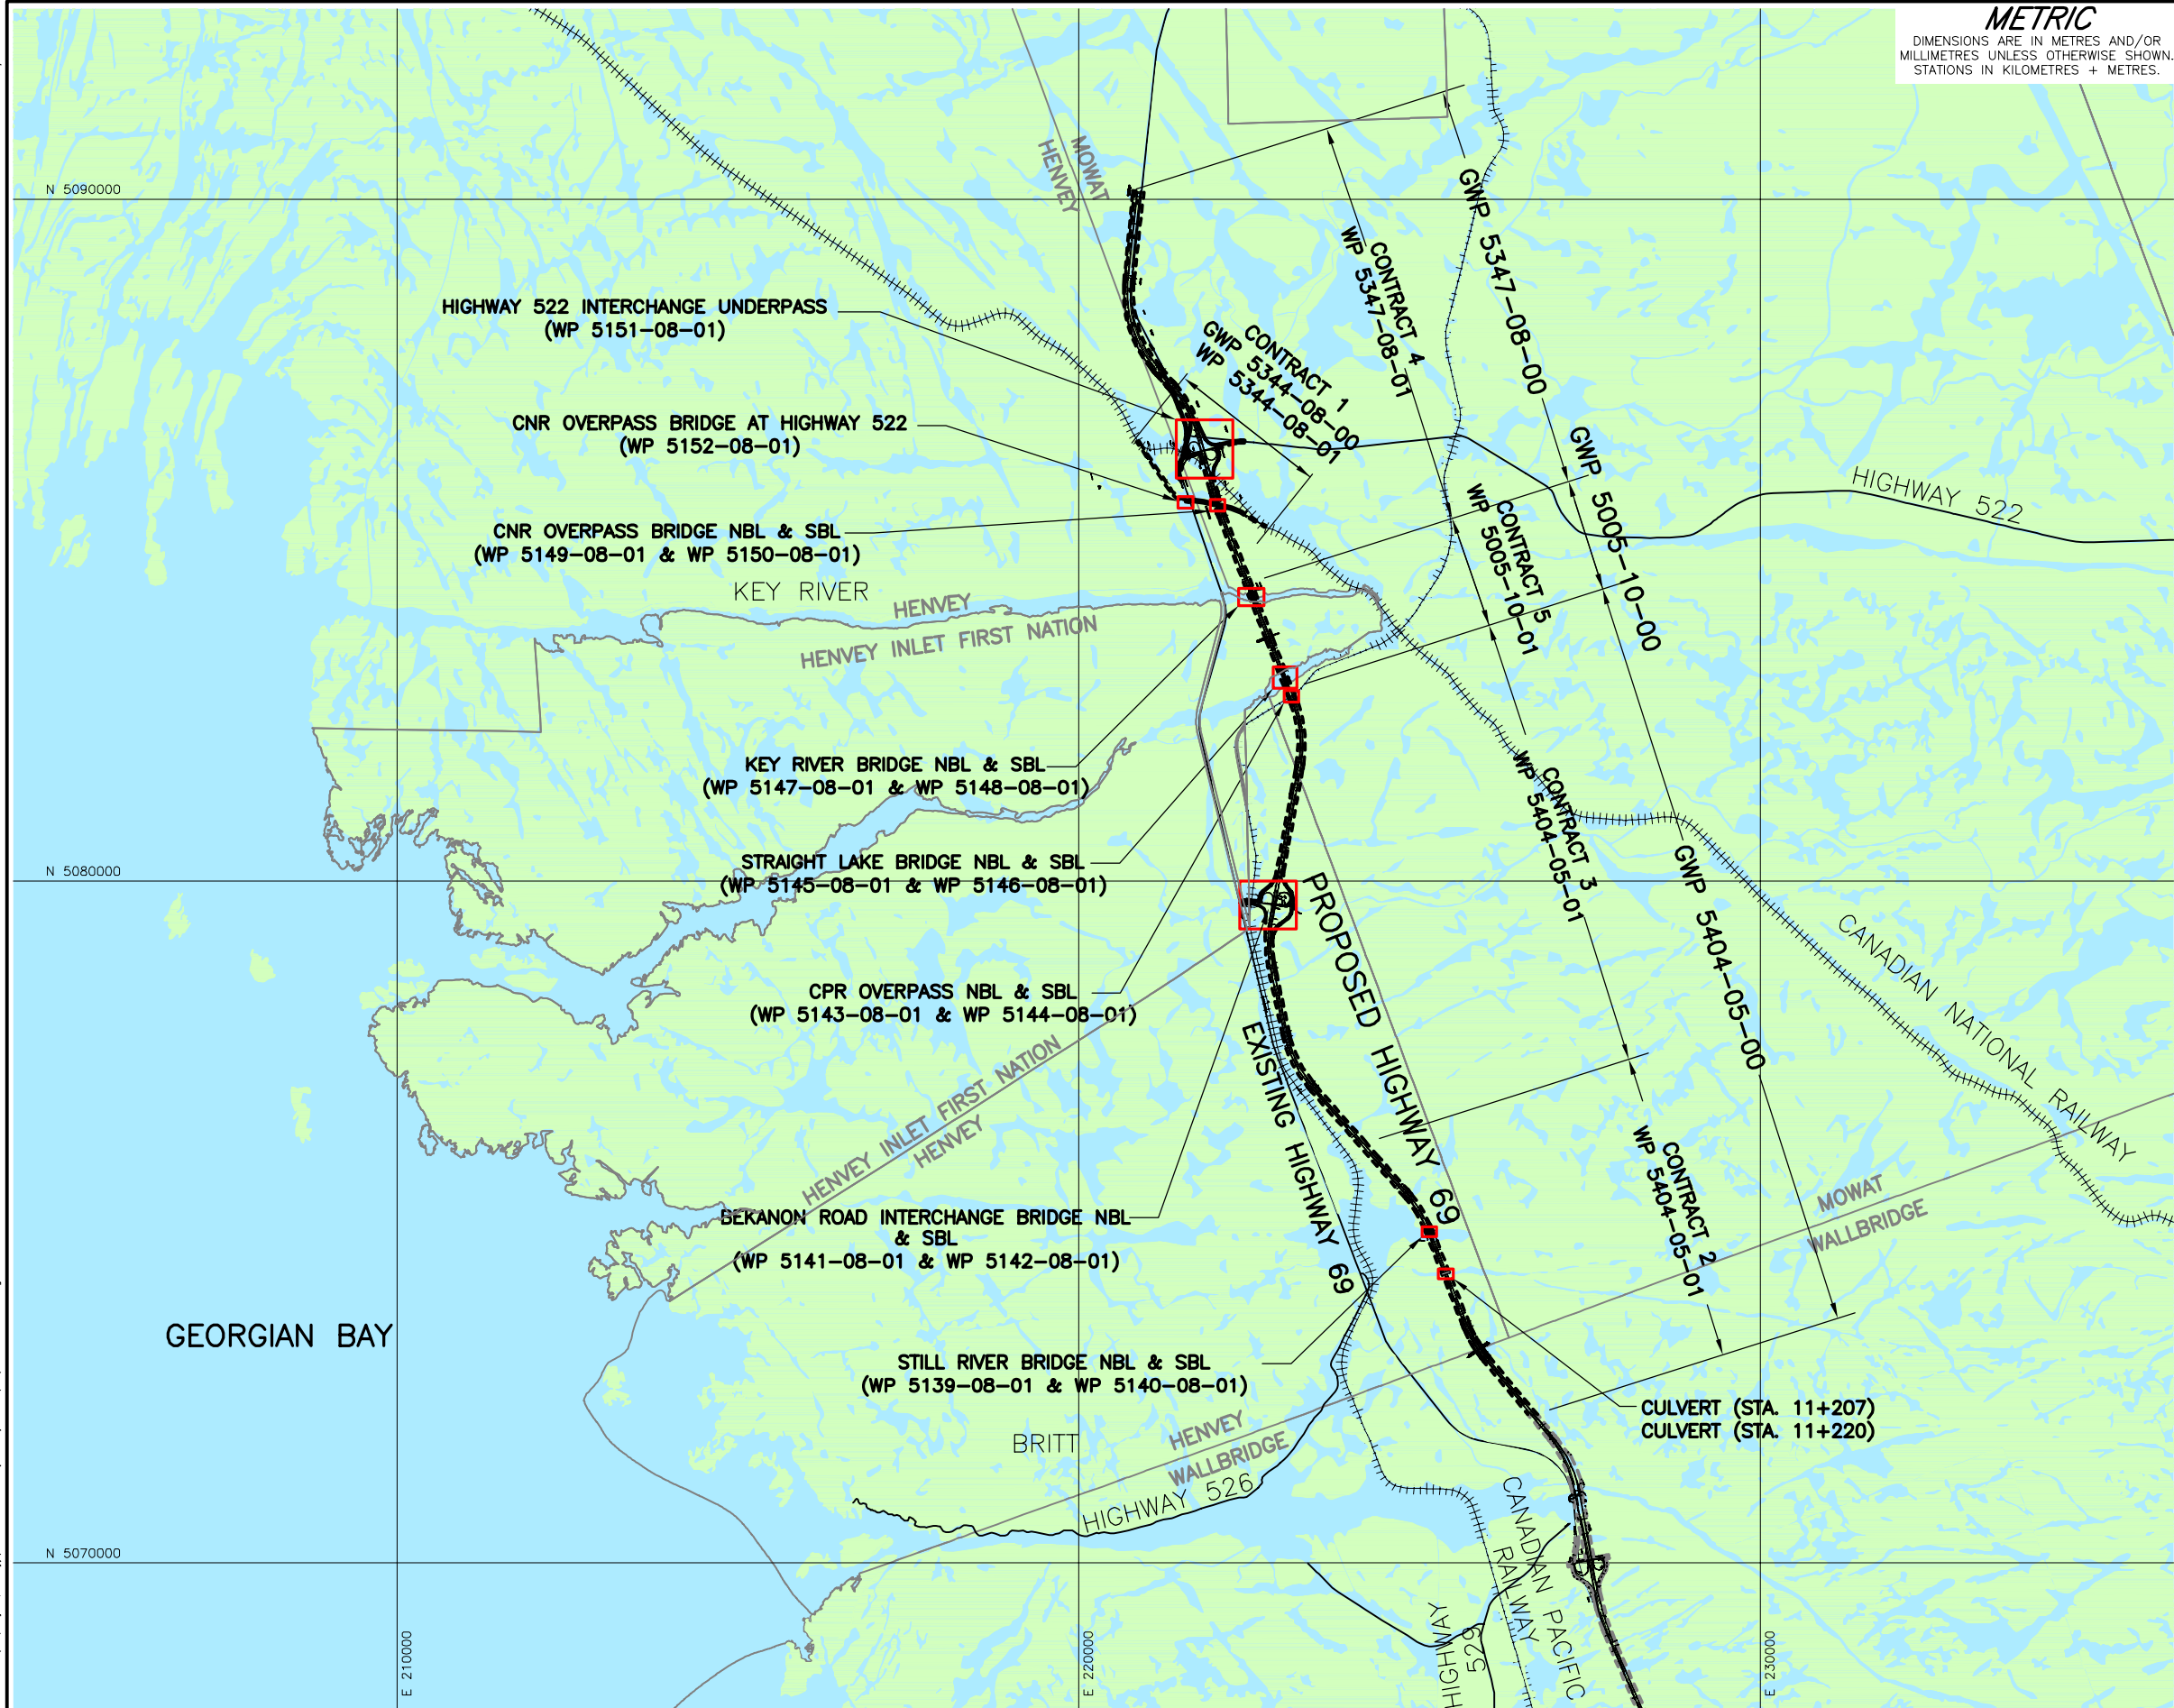 METRIC
DIMENSIONS ARE IN METRES AND/OR
MILLIMETRES UNLESS OTHERWISE SHOWN.
STATIONS IN KILOMETRES + METRES.
MOWAT
HENVEY
N 5090000
GWP 5347-08-00
CONTRACT 4
WP 5347-08-01
HIGHWAY 522 INTERCHANGE UNDERPASS
(WP 5151-08-01)
CONTRACT 1
GWP 5344-08-00
WP 5344-08-01
CNR OVERPASS BRIDGE AT HIGHWAY 522
(WP 5152-08-01)
GWP 5005-10-00
HIGHWAY 522
CONTRACT 5
WP 5005-10-01
CNR OVERPASS BRIDGE NBL & SBL
(WP 5149-08-01 & WP 5150-08-01)
KEY RIVER
HENVEY
HENVEY INLET FIRST NATION
KEY RIVER BRIDGE NBL & SBL
(WP 5147-08-01 & WP 5148-08-01)
CONTRACT 3
WP 5404-05-01
GWP 5404-05-00
STRAIGHT LAKE BRIDGE NBL & SBL
(WP 5145-08-01 & WP 5146-08-01)
N 5080000
PROPOSED HIGHWAY 69
CANADIAN NATIONAL RAILWAY
CPR OVERPASS NBL & SBL
(WP 5143-08-01 & WP 5144-08-01)
EXISTING HIGHWAY 69
HENVEY INLET FIRST NATION
HENVEY
CONTRACT 2
WP 5404-05-01
MOWAT
WALLBRIDGE
BEKANON ROAD INTERCHANGE BRIDGE NBL
& SBL
(WP 5141-08-01 & WP 5142-08-01)
GEORGIAN BAY
STILL RIVER BRIDGE NBL & SBL
(WP 5139-08-01 & WP 5140-08-01)
CULVERT (STA. 11+207)
CULVERT (STA. 11+220)
BRITT
HENVEY
WALLBRIDGE
HIGHWAY 526
CANADIAN PACIFIC
RAILWAY
N 5070000
HIGHWAY
529
HIGHWAY
E 210000
E 220000
E 230000